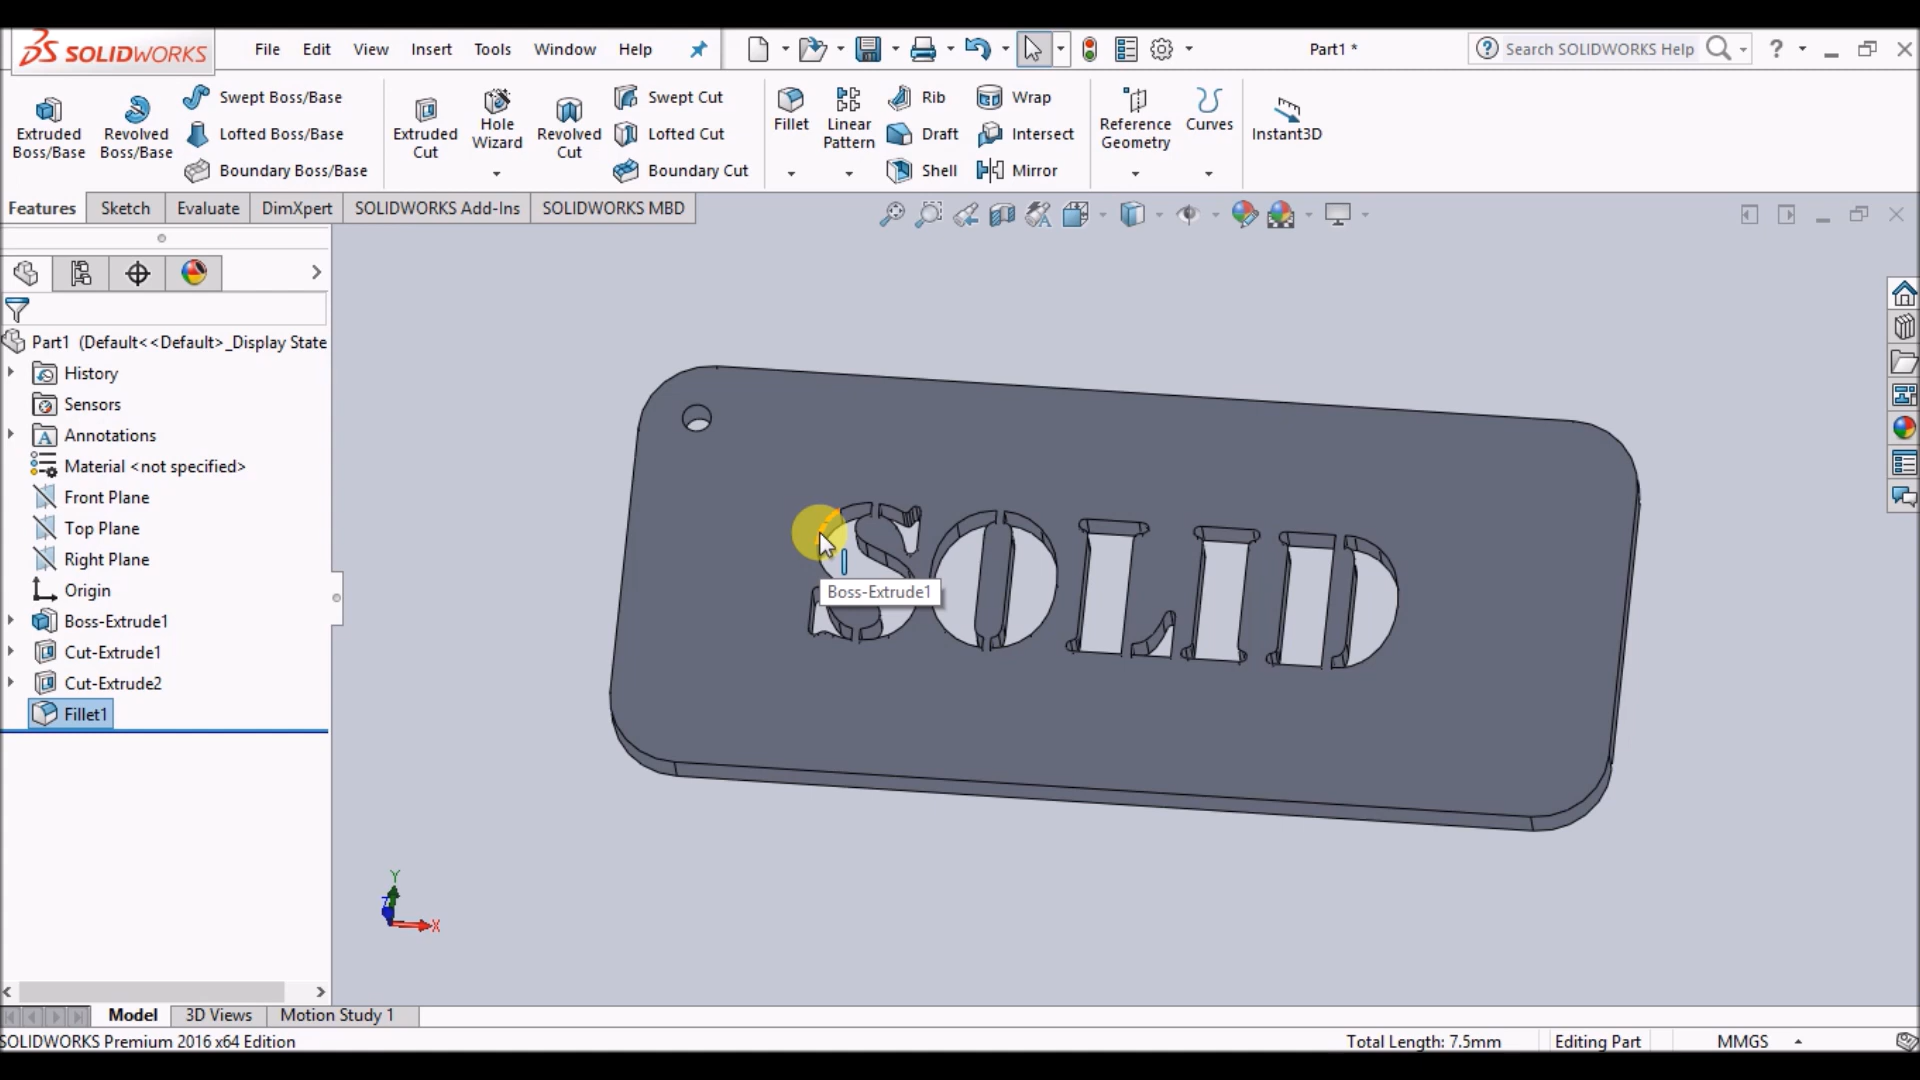 SOLIDWORKS File Edit View Insert Tools Window Help Part1 * Search SOLIDWORKS Help ?
Extruded Boss/Base
Revolved Boss/Base
Swept Boss/Base
Lofted Boss/Base
Boundary Boss/Base
Extruded Cut
Hole Wizard
Revolved Cut
Swept Cut
Lofted Cut
Boundary Cut
Fillet
Linear Pattern
Rib
Draft
Shell
Wrap
Intersect
Mirror
Reference Geometry
Curves
Instant3D
Features Sketch Evaluate DimXpert SOLIDWORKS Add-Ins SOLIDWORKS MBD
Part1 (Default<<Default>_Display State
History
Sensors
Annotations
Material <not specified>
Front Plane
Top Plane
Right Plane
Origin
Boss-Extrude1
Cut-Extrude1
Cut-Extrude2
Fillet1
SOLID
Boss-Extrude1
Y
Z
X
Model 3D Views Motion Study 1
SOLIDWORKS Premium 2016 x64 Edition Total Length: 7.5mm Editing Part MMGS